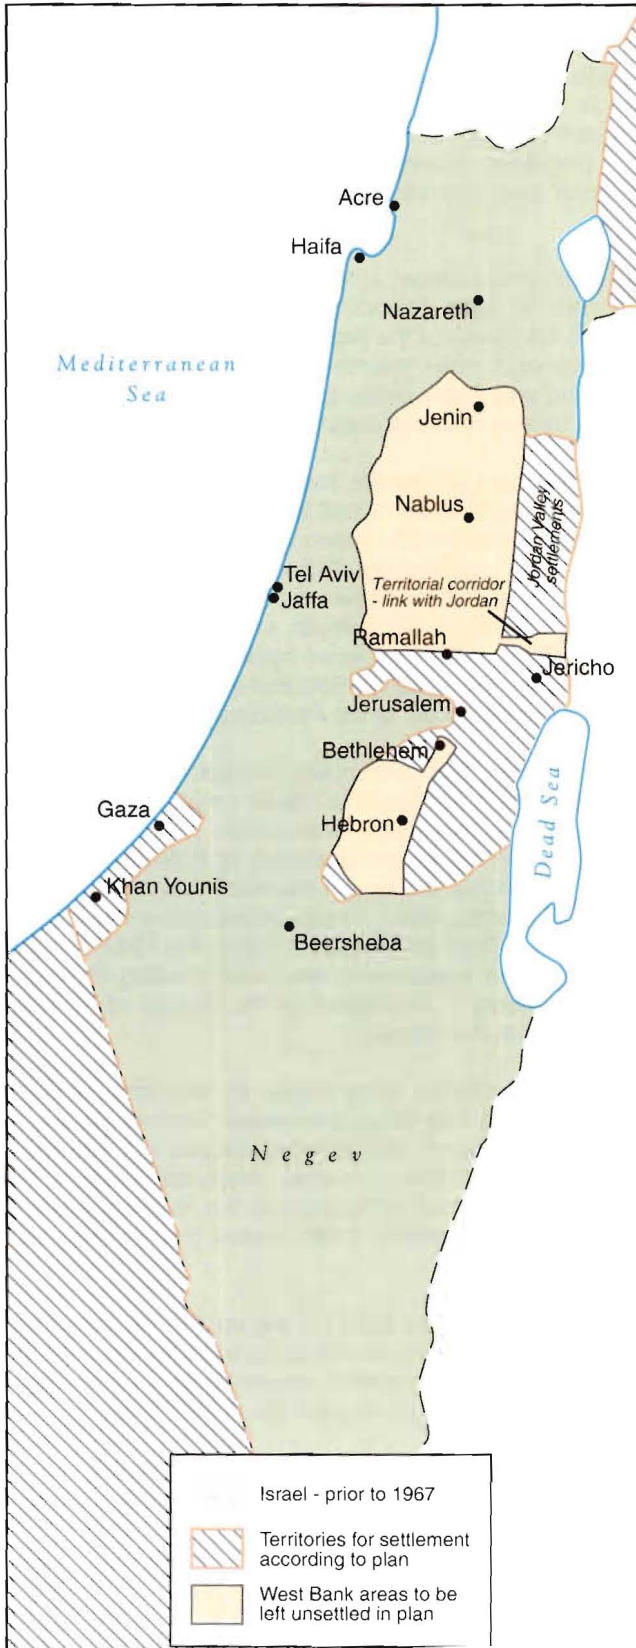 Acre
Haifa
Nazareth
Mediterranean
Sea
Jenin
Nablus
Jordan Valley
settlements
Tel Aviv
Jaffa
Territorial corridor
- link with Jordan
Ramallah
Jericho
Jerusalem
Bethlehem
Gaza
Hebron
Dead Sea
Khan Younis
Beersheba
Negev
Israel - prior to 1967
Territories for settlement
according to plan
West Bank areas to be
left unsettled in plan